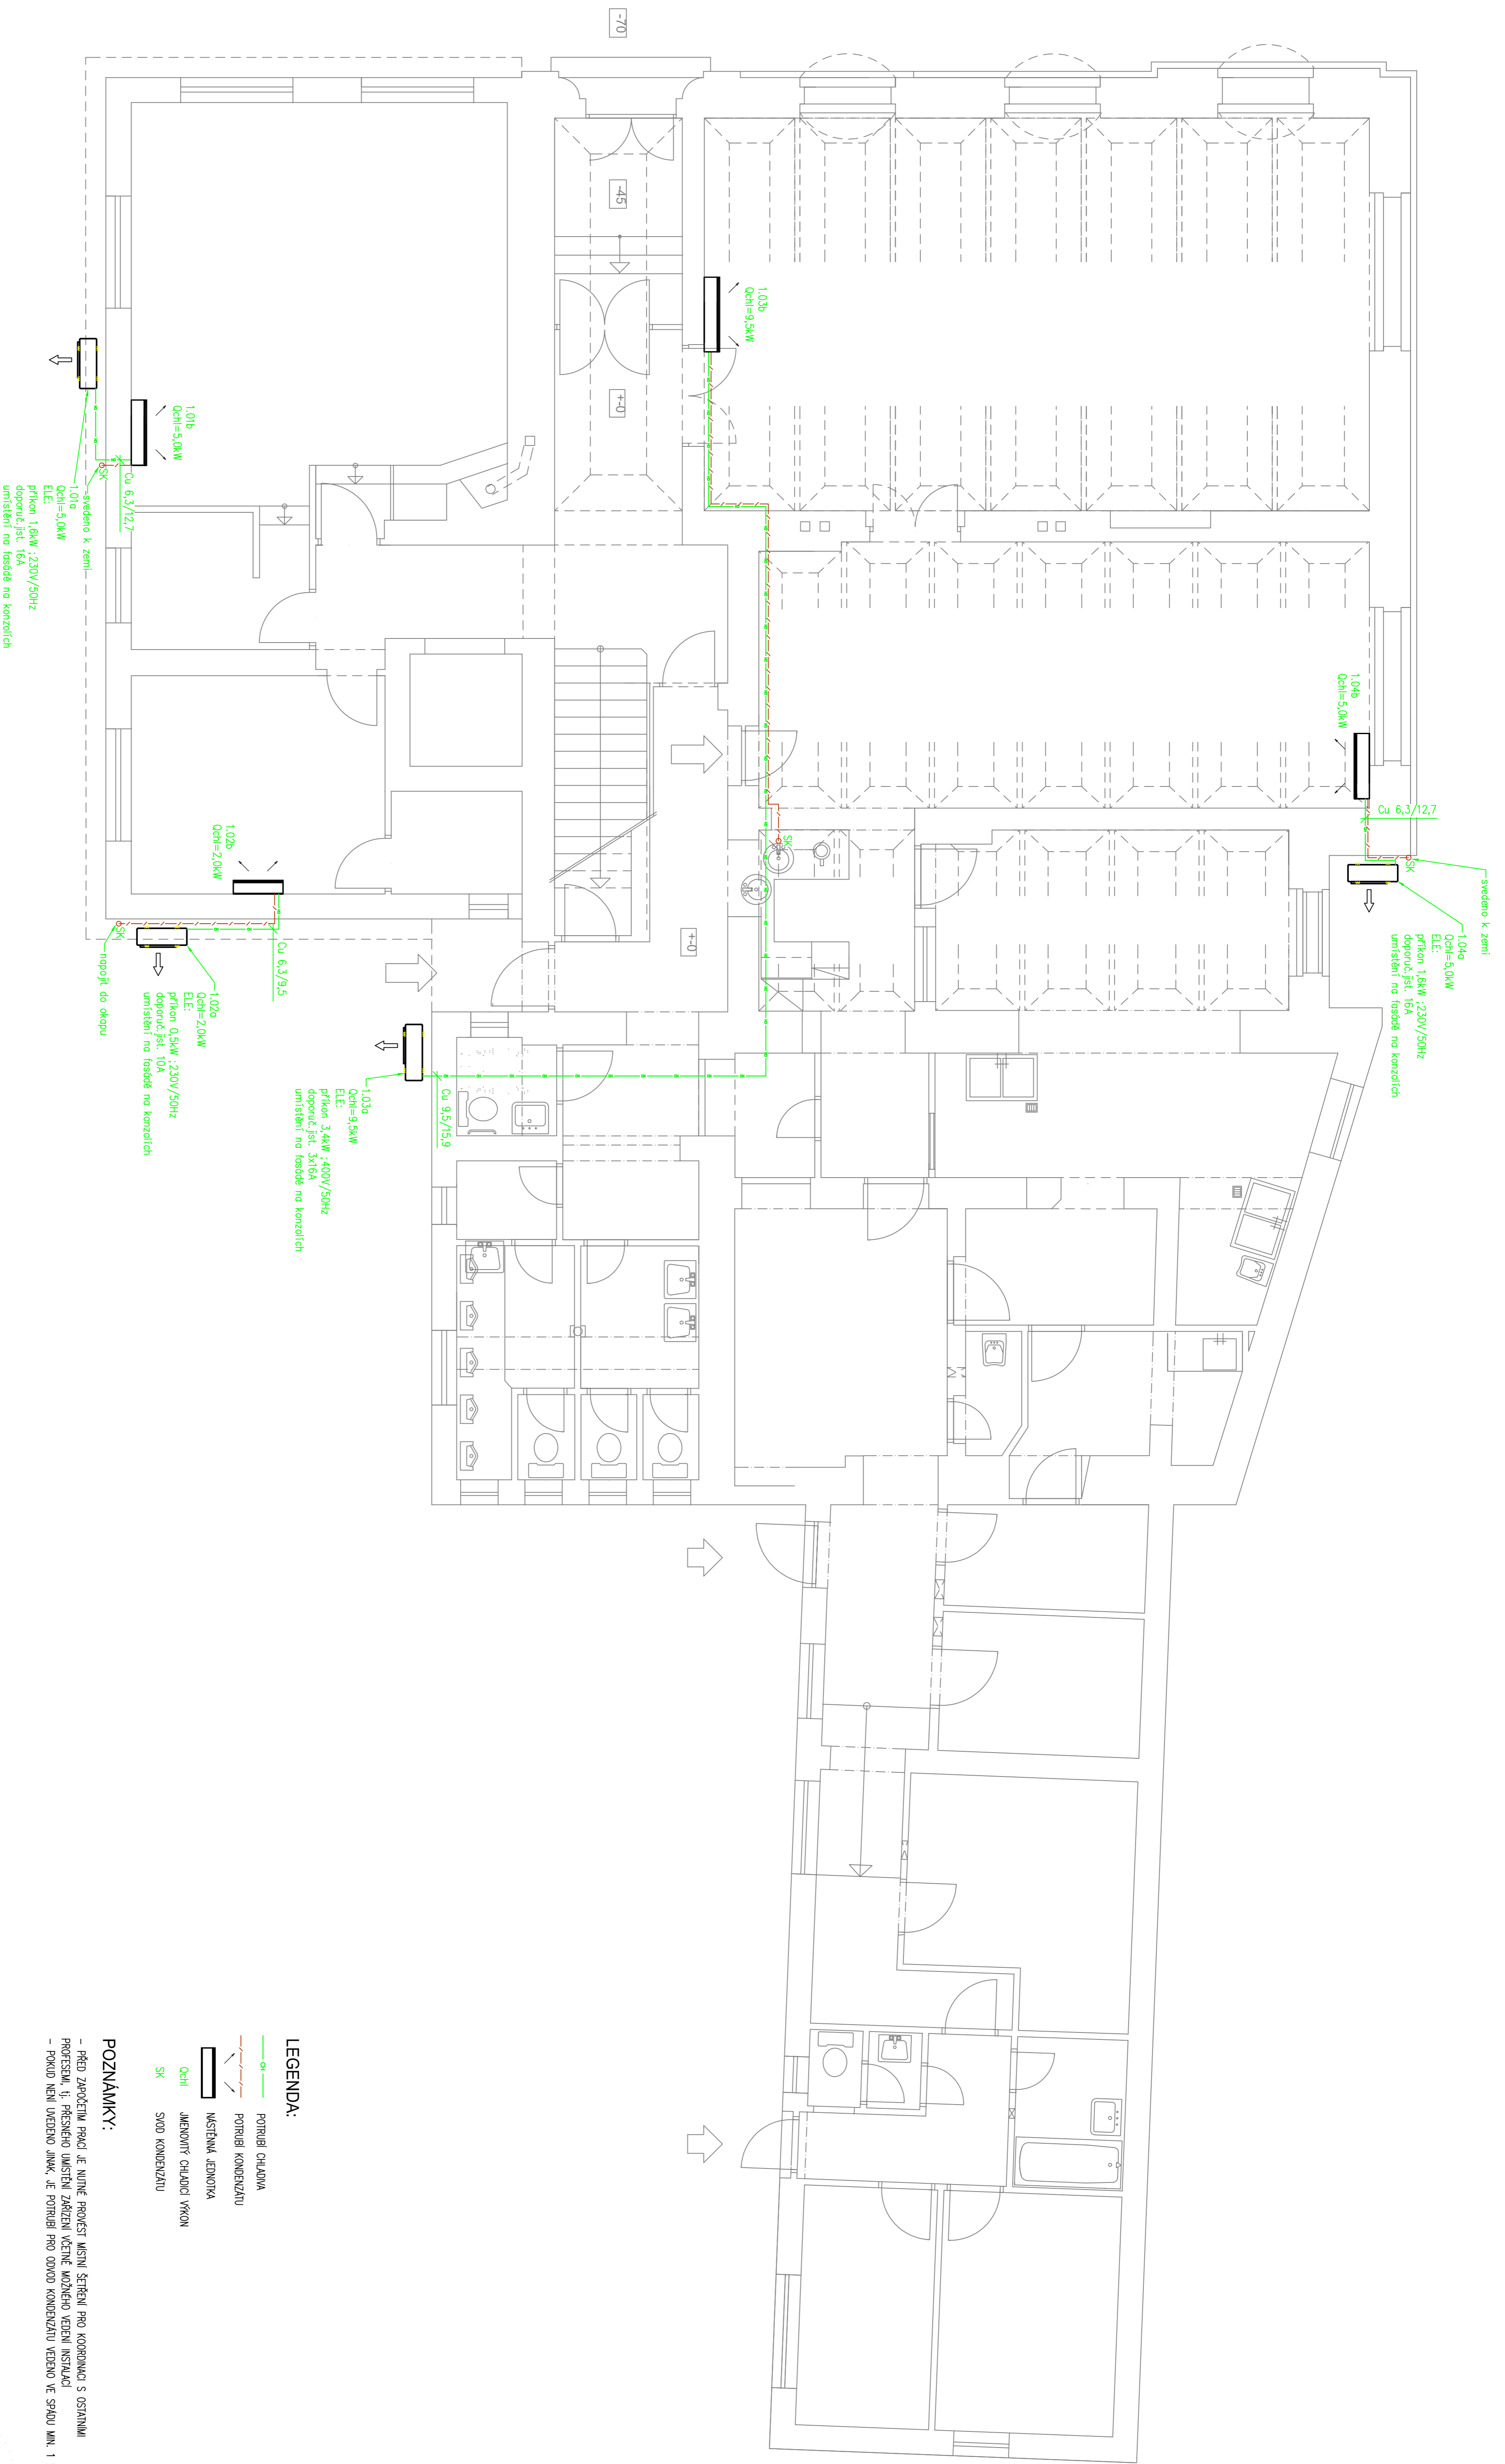 -70
-45
+-0
+-0
1.03b
Qchl=9,5kW
1.01b
Qchl=5,0kW
Cu 6,3/12,7
SK
svedeno k zemi
1.01a
Qchl=5,0kW
ELE:
příkon 1,6kW ;230V/50Hz
doporuč.jist. 16A
umístění na fasádě na konzolích
1.04b
Qchl=5,0kW
Cu 6,3/12,7
SK
svedeno k zemi
1.04a
Qchl=5,0kW
ELE:
příkon 1,6kW ;230V/50Hz
doporuč.jist. 16A
umístění na fasádě na konzolích
SK
1.02b
Qchl=2,0kW
Cu 6,3/9,5
SK
napojit do okapu
1.02a
Qchl=2,0kW
ELE:
příkon 0,5kW ;230V/50Hz
doporuč.jist. 10A
umístění na fasádě na konzolích
Cu 9,5/15,9
1.03a
Qchl=9,5kW
ELE:
příkon 3,4kW ;400V/50Hz
doporuč.jist. 3x16A
umístění na fasádě na konzolích
LEGENDA:
CH POTRUBÍ CHLADIVA
POTRUBÍ KONDENZÁTU
NÁSTĚNNÁ JEDNOTKA
Qchl JMENOVITÝ CHLADICÍ VÝKON
SK SVOD KONDENZÁTU
POZNÁMKY:
- PŘED ZAPOČETÍM PRACÍ JE NUTNÉ PROVÉST MÍSTNÍ ŠETŘENÍ PRO KOORDINACI S OSTATNÍMI
PROFESEMI, tj. PŘESNÉHO UMÍSTĚNÍ ZAŘÍZENÍ VČETNĚ MOŽNÉHO VEDENÍ INSTALACÍ
- POKUD NENÍ UVEDENO JINAK, JE POTRUBÍ PRO ODVOD KONDENZÁTU VEDENO VE SPÁDU MIN. 1